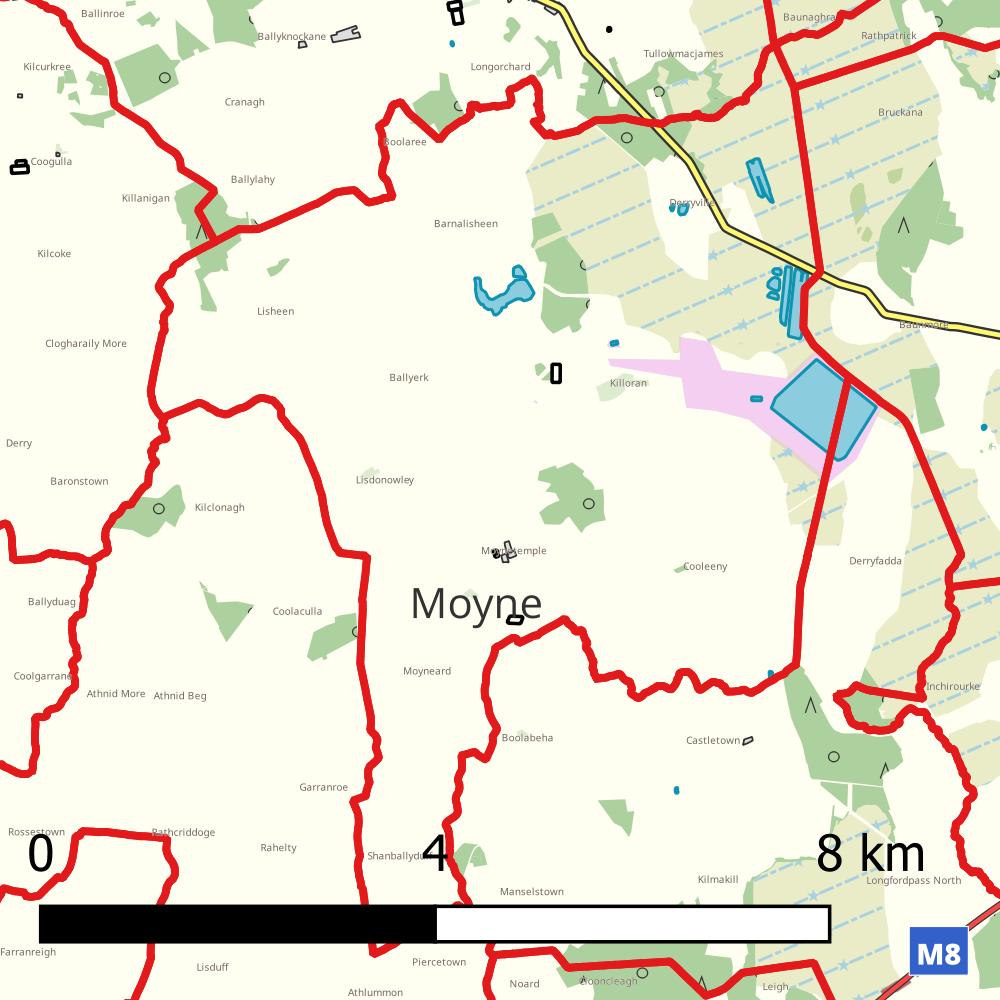 Ballinroe
Baunaghra
Ballyknockane
Rathpatrick
Tullowmacjames
Kilcurkree
Longorchard
Cranagh
Bruckana
Boolaree
Coogulla
Ballylahy
Killanigan
Derryville
Barnalisheen
Kilcoke
Lisheen
Baunmore
Clogharaily More
Ballyerk
Killoran
Derry
Baronstown
Lisdonowley
Kilclonagh
Moynetemple
Derryfadda
Cooleeny
Ballyduag
Moyne
Coolaculla
Moyneard
Coolgarrane
Inchirourke
Athnid More
Athnid Beg
Boolabeha
Castletown
Garranroe
Rossestown
Rathcriddoge
Rahelty
0
4
8 km
Kilmakill
Longfordpass North
Manselstown
Farranreigh
M8
Piercetown
Lisduff
Gooncleagh
Noard
Leigh
Athlummon